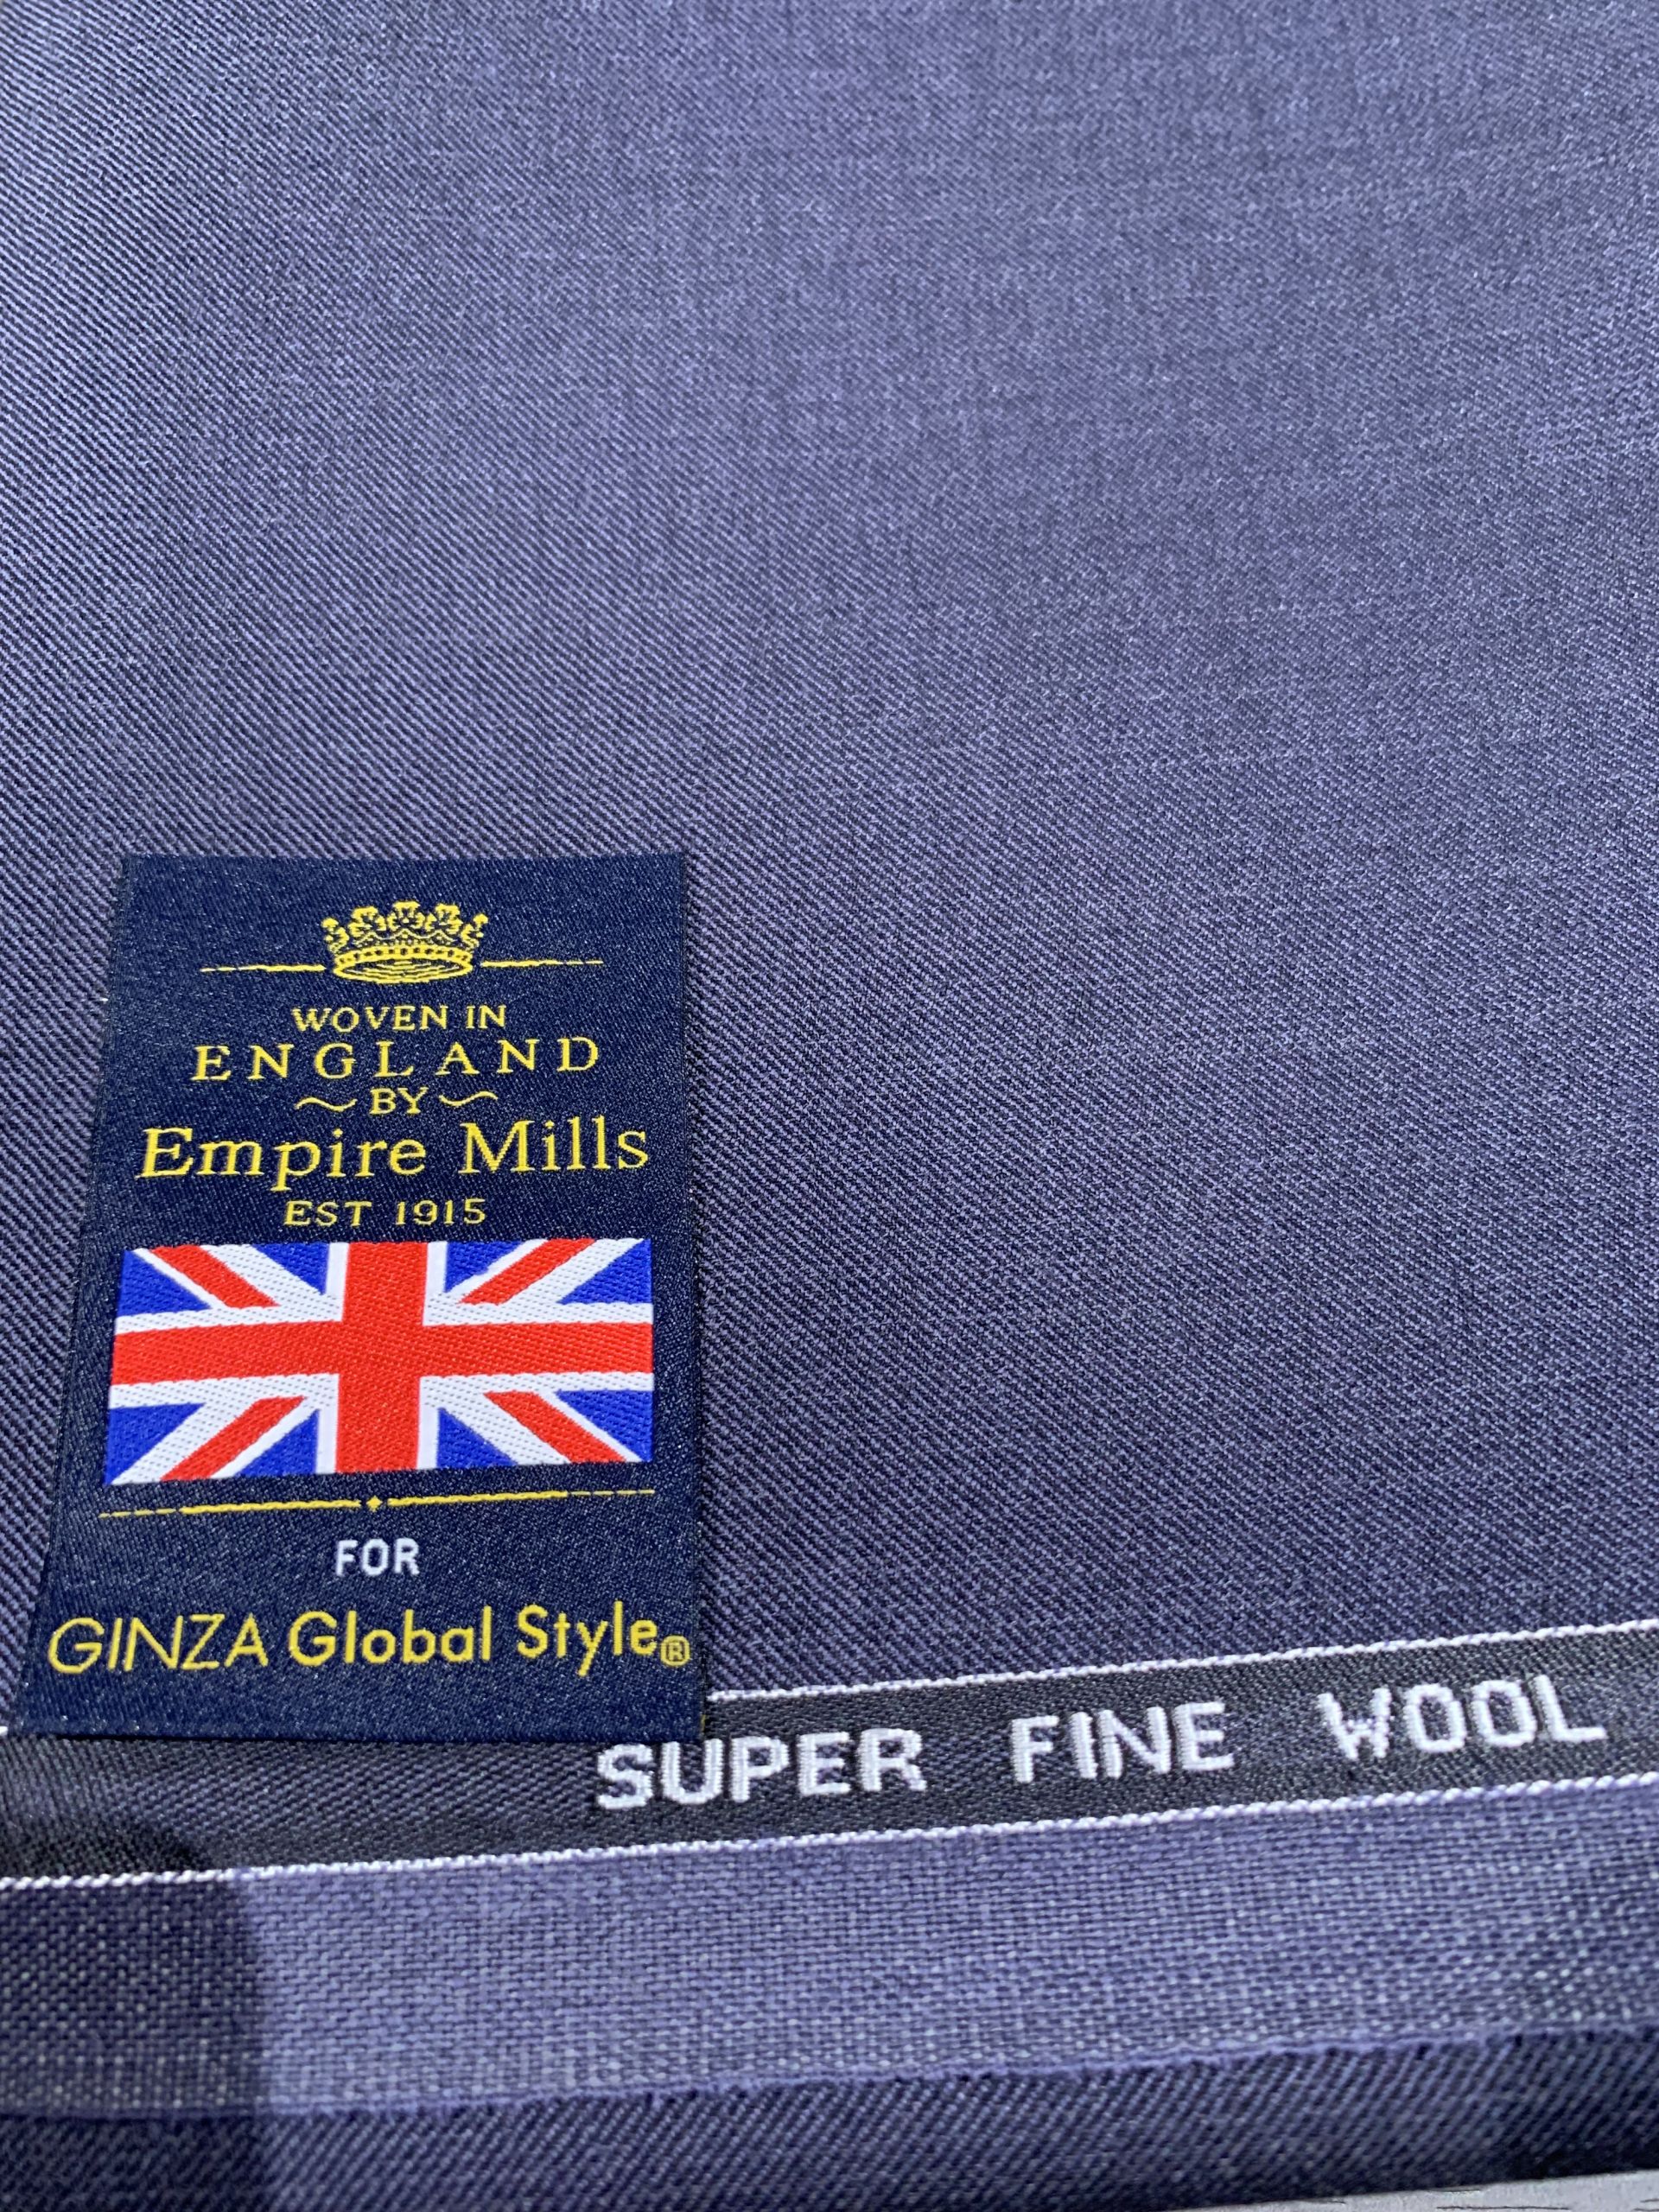 WOVEN IN
ENGLAND
~ BY ~
Empire Mills
EST 1915
FOR
GINZA Global Style®
SUPER FINE WOOL